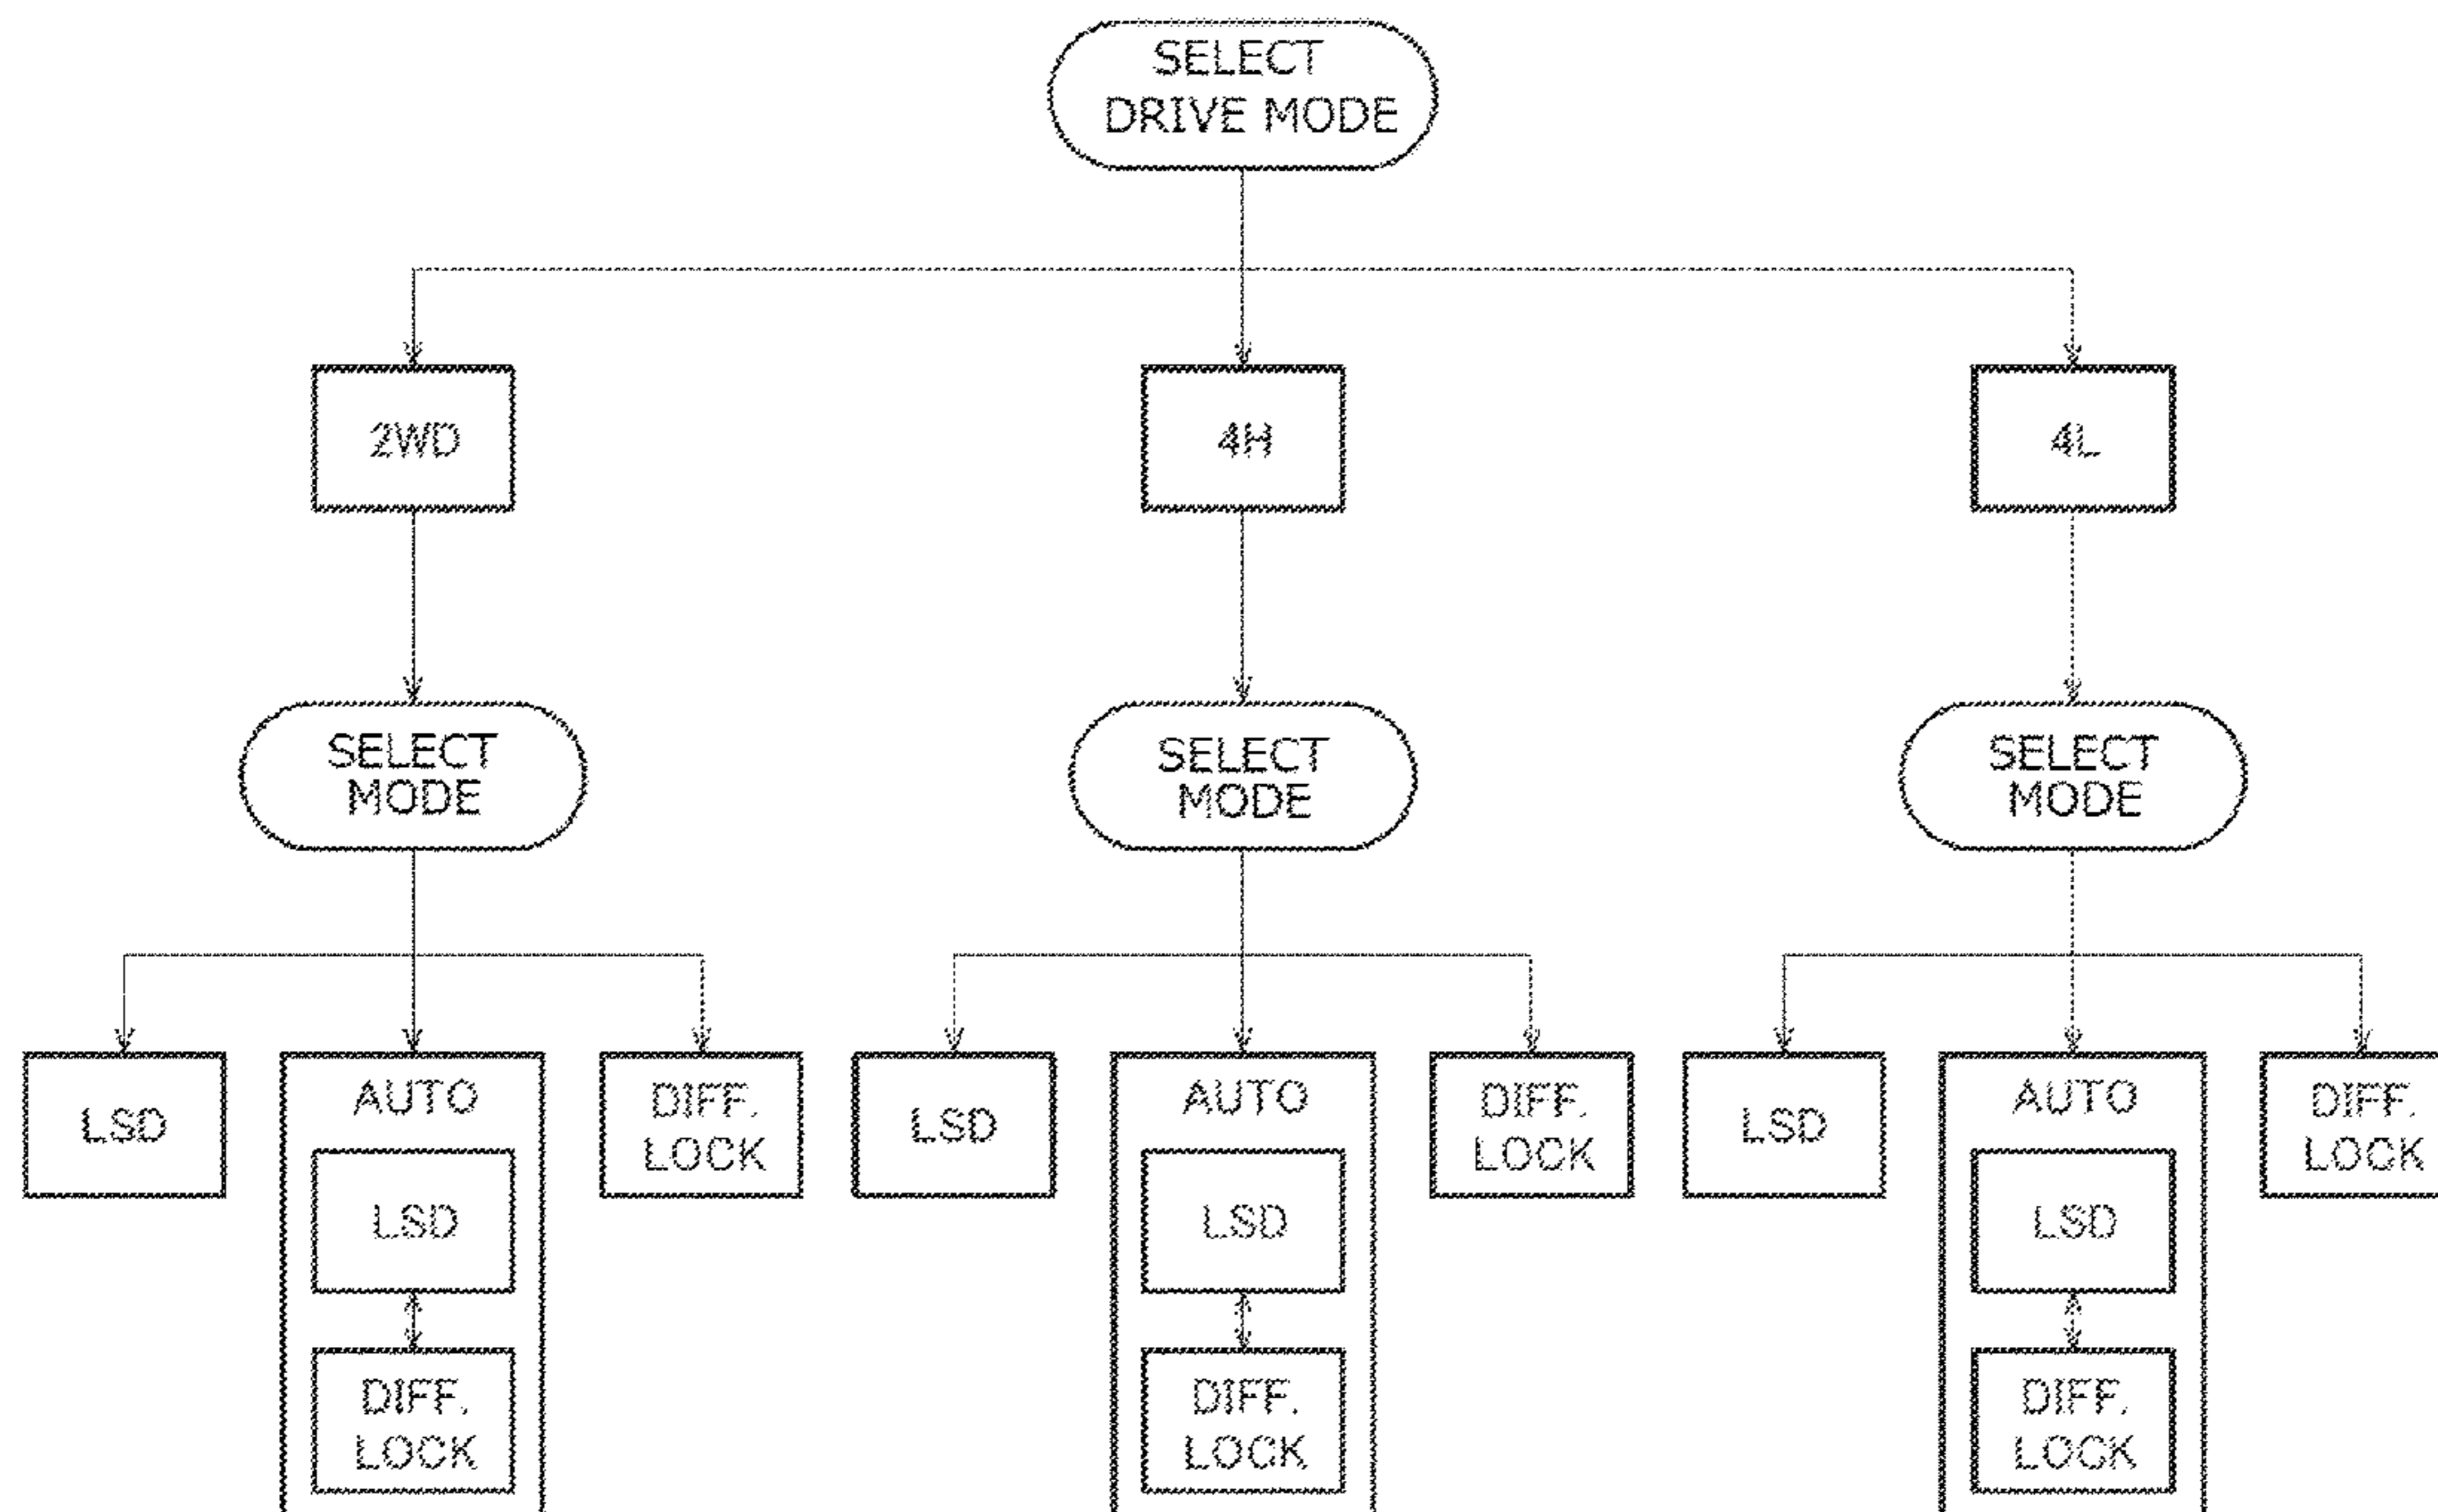 SELECT
DRIVE MODE
2WD
4H
4L
SELECT
MODE
SELECT
MODE
SELECT
MODE
LSD
AUTO
LSD
DIFF.
LOCK
DIFF.
LOCK
LSD
AUTO
LSD
DIFF.
LOCK
DIFF.
LOCK
LSD
AUTO
LSD
DIFF.
LOCK
DIFF.
LOCK